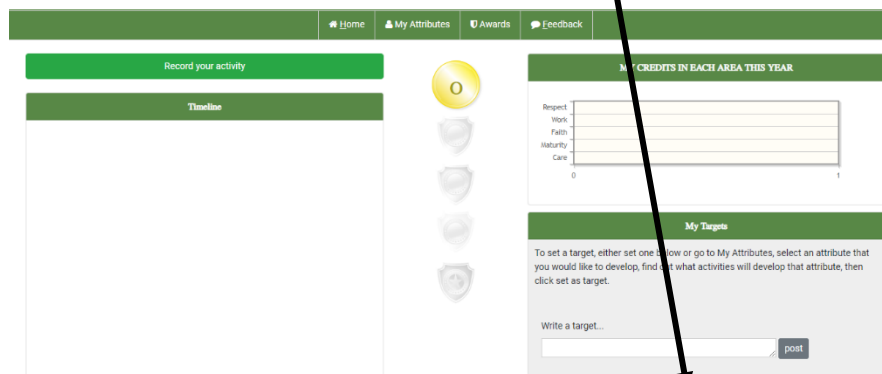 Home My Attributes Awards Feedback
Record your activity
Timeline
0
MY CREDITS IN EACH AREA THIS YEAR
Respect
Work
Faith
Maturity
Care
0 1
My Targets
To set a target, either set one below or go to My Attributes, select an attribute that
you would like to develop, find out what activities will develop that attribute, then
click set as target.
Write a target...
post